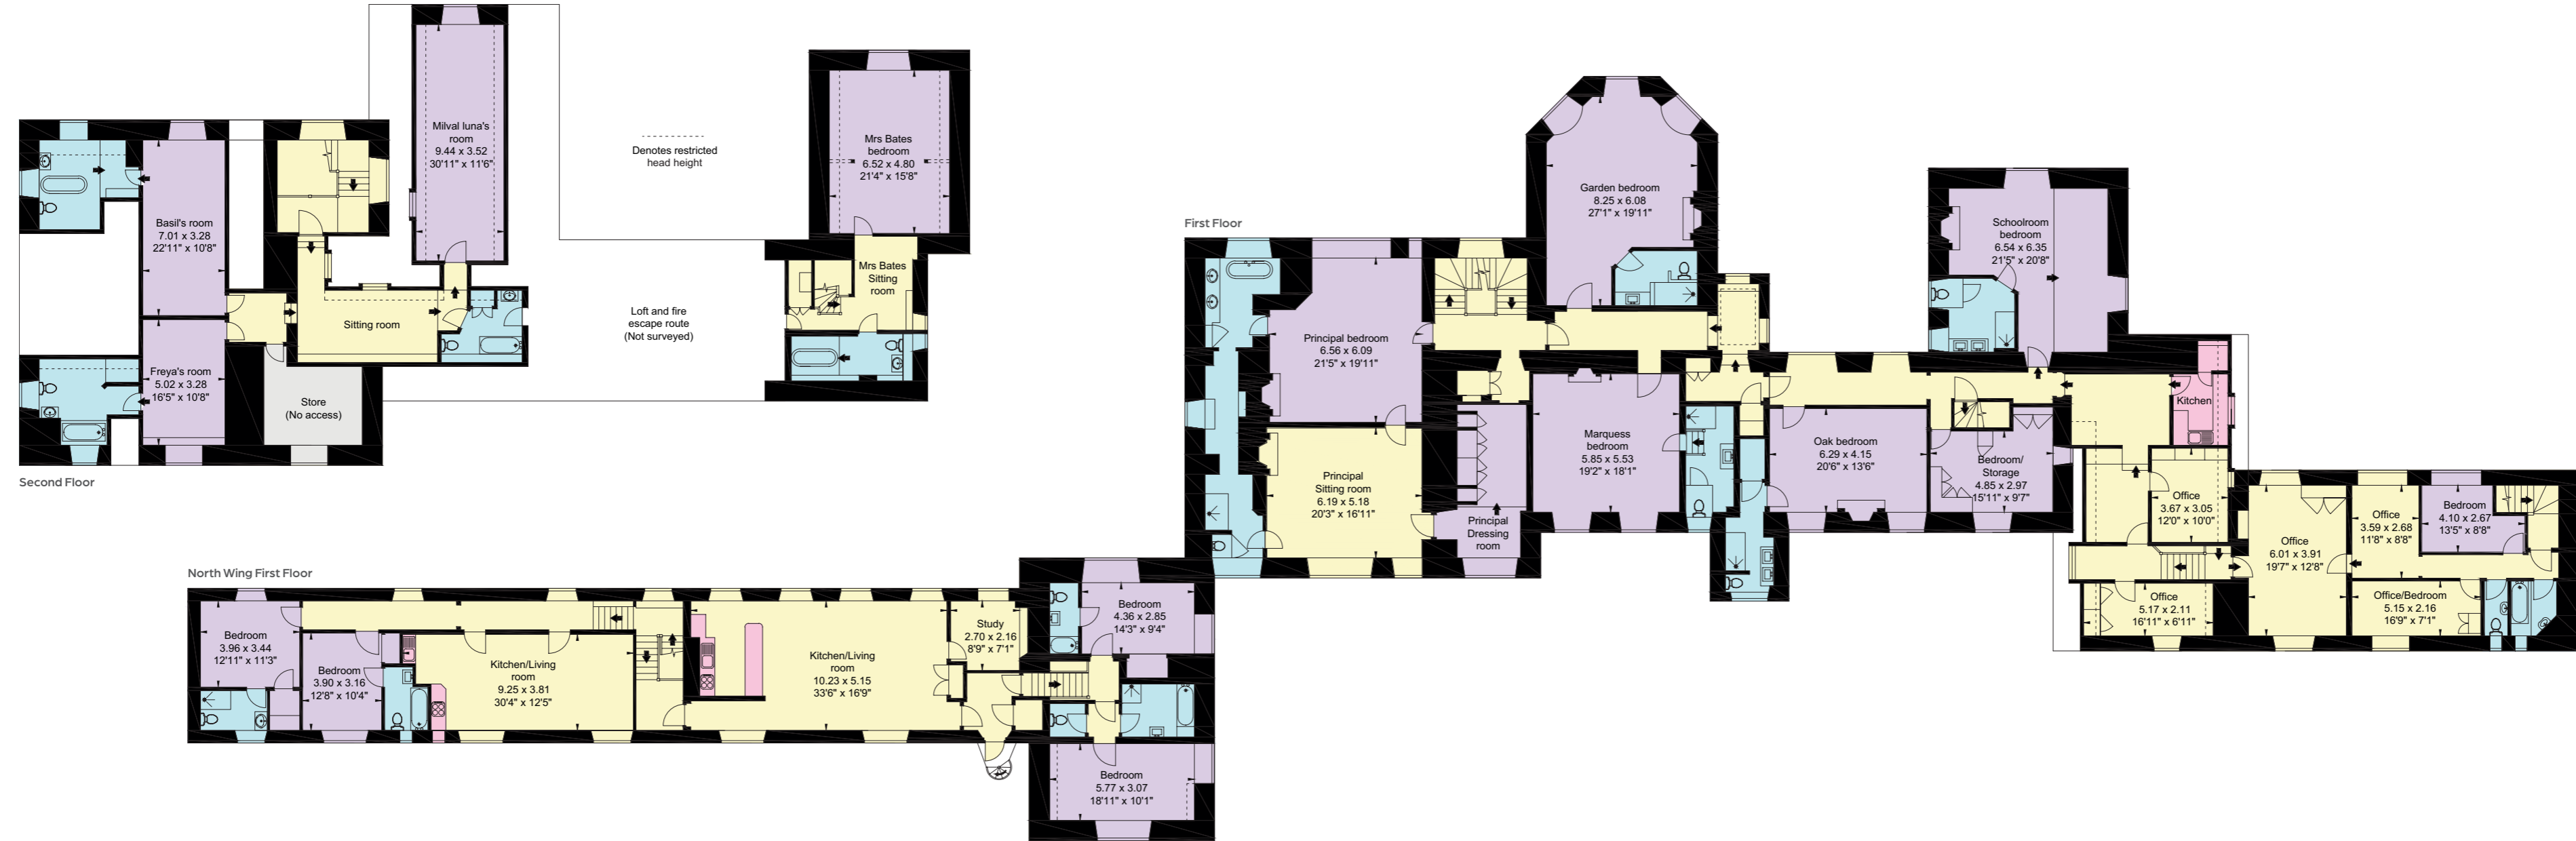 Milval luna's
room
9.44 x 3.52
30'11" x 11'6"
Denotes restricted
head height
Mrs Bates
bedroom
6.52 x 4.80
21'4" x 15'8"
Basil's room
7.01 x 3.28
22'11" x 10'8"
Mrs Bates
Sitting
room
Sitting room
Loft and fire
escape route
(Not surveyed)
Freya's room
5.02 x 3.28
16'5" x 10'8"
Store
(No access)
Second Floor
First Floor
Garden bedroom
8.25 x 6.08
27'1" x 19'11"
Schoolroom
bedroom
6.54 x 6.35
21'5" x 20'8"
Principal bedroom
6.56 x 6.09
21'5" x 19'11"
Kitchen
Marquess
bedroom
5.85 x 5.53
19'2" x 18'1"
Oak bedroom
6.29 x 4.15
20'6" x 13'6"
Bedroom/
Storage
4.85 x 2.97
15'11" x 9'7"
Principal
Sitting room
6.19 x 5.18
20'3" x 16'11"
Principal
Dressing
room
Office
3.67 x 3.05
12'0" x 10'0"
Office
6.01 x 3.91
19'7" x 12'8"
Office
3.59 x 2.68
11'8" x 8'8"
Bedroom
4.10 x 2.67
13'5" x 8'8"
Office
5.17 x 2.11
16'11" x 6'11"
Office/Bedroom
5.15 x 2.16
16'9" x 7'1"
North Wing First Floor
Bedroom
3.96 x 3.44
12'11" x 11'3"
Bedroom
3.90 x 3.16
12'8" x 10'4"
Kitchen/Living
room
9.25 x 3.81
30'4" x 12'5"
Kitchen/Living
room
10.23 x 5.15
33'6" x 16'9"
Study
2.70 x 2.16
8'9" x 7'1"
Bedroom
4.36 x 2.85
14'3" x 9'4"
Bedroom
5.77 x 3.07
18'11" x 10'1"